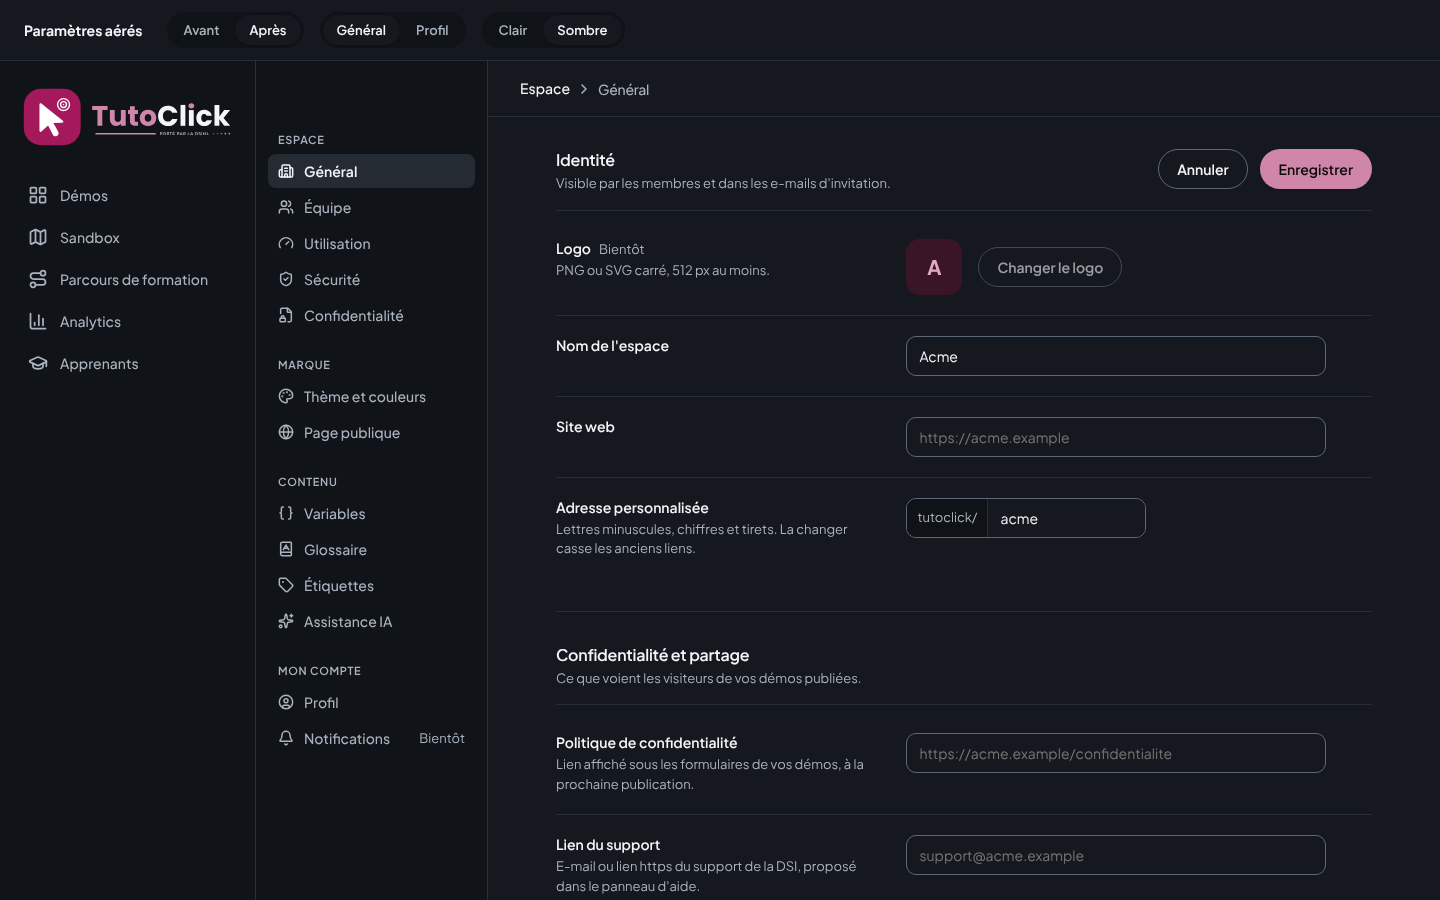 Paramètres aérés
Avant
Après
Général
Profil
Clair
Sombre
TutoClick
PORTÉ PAR LA DSIML
Démos
Sandbox
Parcours de formation
Analytics
Apprenants
ESPACE
Général
Équipe
Utilisation
Sécurité
Confidentialité
MARQUE
Thème et couleurs
Page publique
CONTENU
Variables
Glossaire
Étiquettes
Assistance IA
MON COMPTE
Profil
Notifications Bientôt
Espace > Général
Identité
Visible par les membres et dans les e-mails d'invitation.
Annuler
Enregistrer
Logo Bientôt
PNG ou SVG carré, 512 px au moins.
A
Changer le logo
Nom de l'espace
Acme
Site web
https://acme.example
Adresse personnalisée
Lettres minuscules, chiffres et tirets. La changer
casse les anciens liens.
tutoclick/ acme
Confidentialité et partage
Ce que voient les visiteurs de vos démos publiées.
Politique de confidentialité
Lien affiché sous les formulaires de vos démos, à la
prochaine publication.
https://acme.example/confidentialite
Lien du support
E-mail ou lien https du support de la DSI, proposé
dans le panneau d'aide.
support@acme.example